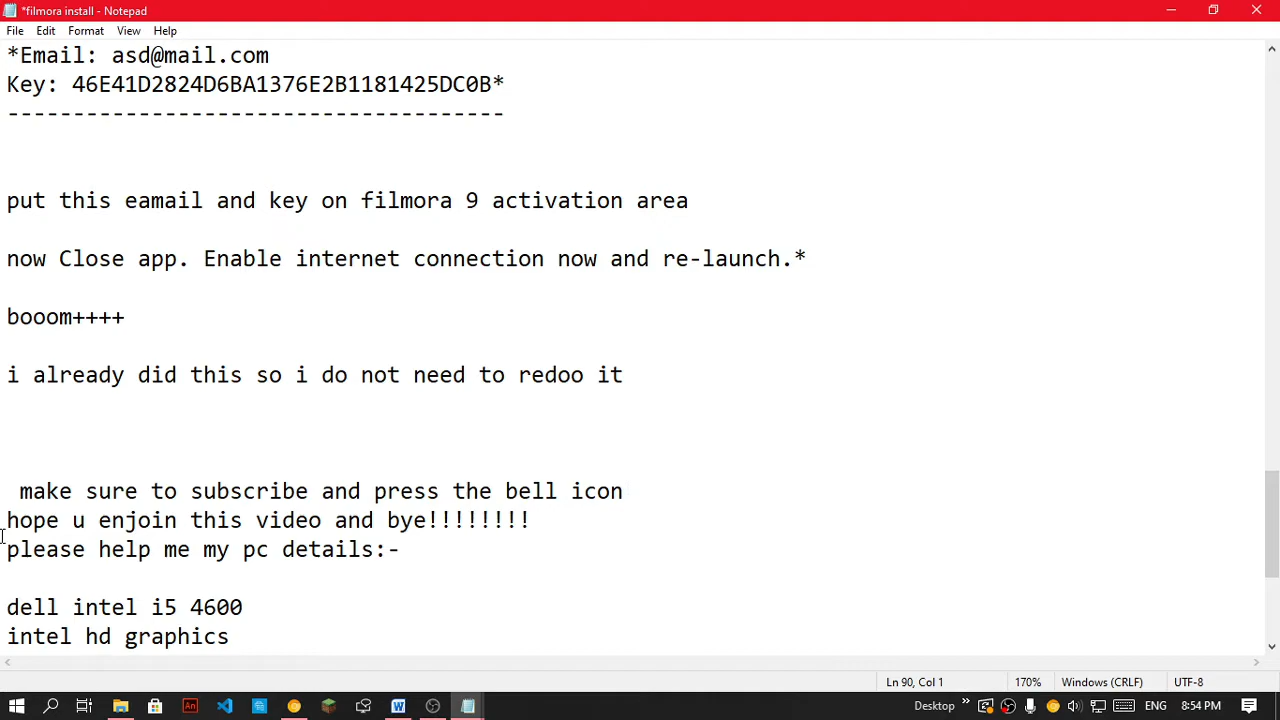 *filmora install - Notepad
File Edit Format View Help
*Email: asd@mail.com
Key: 46E41D2824D6BA1376E2B1181425DC0B*
--------------------------------------
put this eamail and key on filmora 9 activation area
now Close app. Enable internet connection now and re-launch.*
booom++++
i already did this so i do not need to redoo it
make sure to subscribe and press the bell icon
hope u enjoin this video and bye!!!!!!!!
please help me my pc details:-
dell intel i5 4600
intel hd graphics
Ln 90, Col 1 170% Windows (CRLF) UTF-8
An W Desktop ENG 8:54 PM